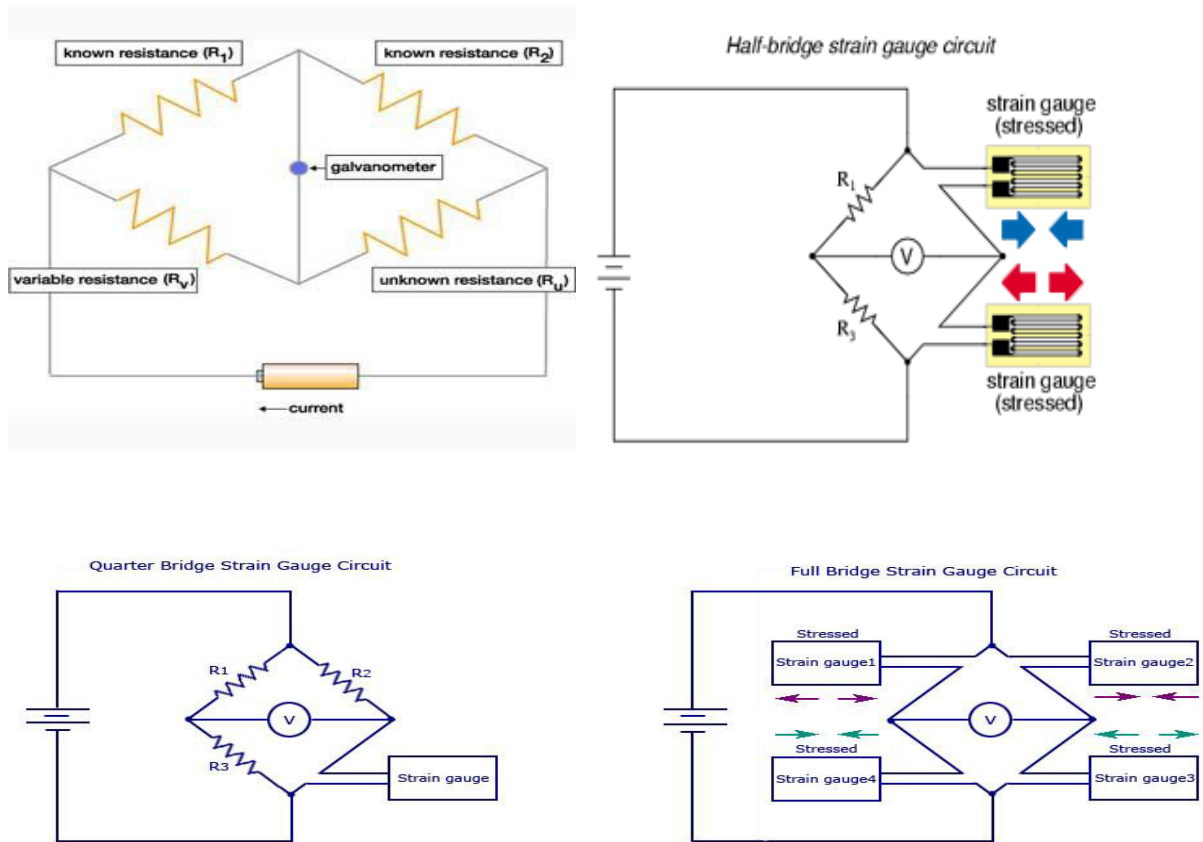 known resistance (R1)
known resistance (R2)
galvanometer
variable resistance (Rv)
unknown resistance (Ru)
current
Half-bridge strain gauge circuit
strain gauge
(stressed)
R1
V
R3
strain gauge
(stressed)
Quarter Bridge Strain Gauge Circuit
R1
R2
V
R3
Strain gauge
Full Bridge Strain Gauge Circuit
Stressed
Strain gauge1
Stressed
Strain gauge2
V
Stressed
Strain gauge4
Stressed
Strain gauge3